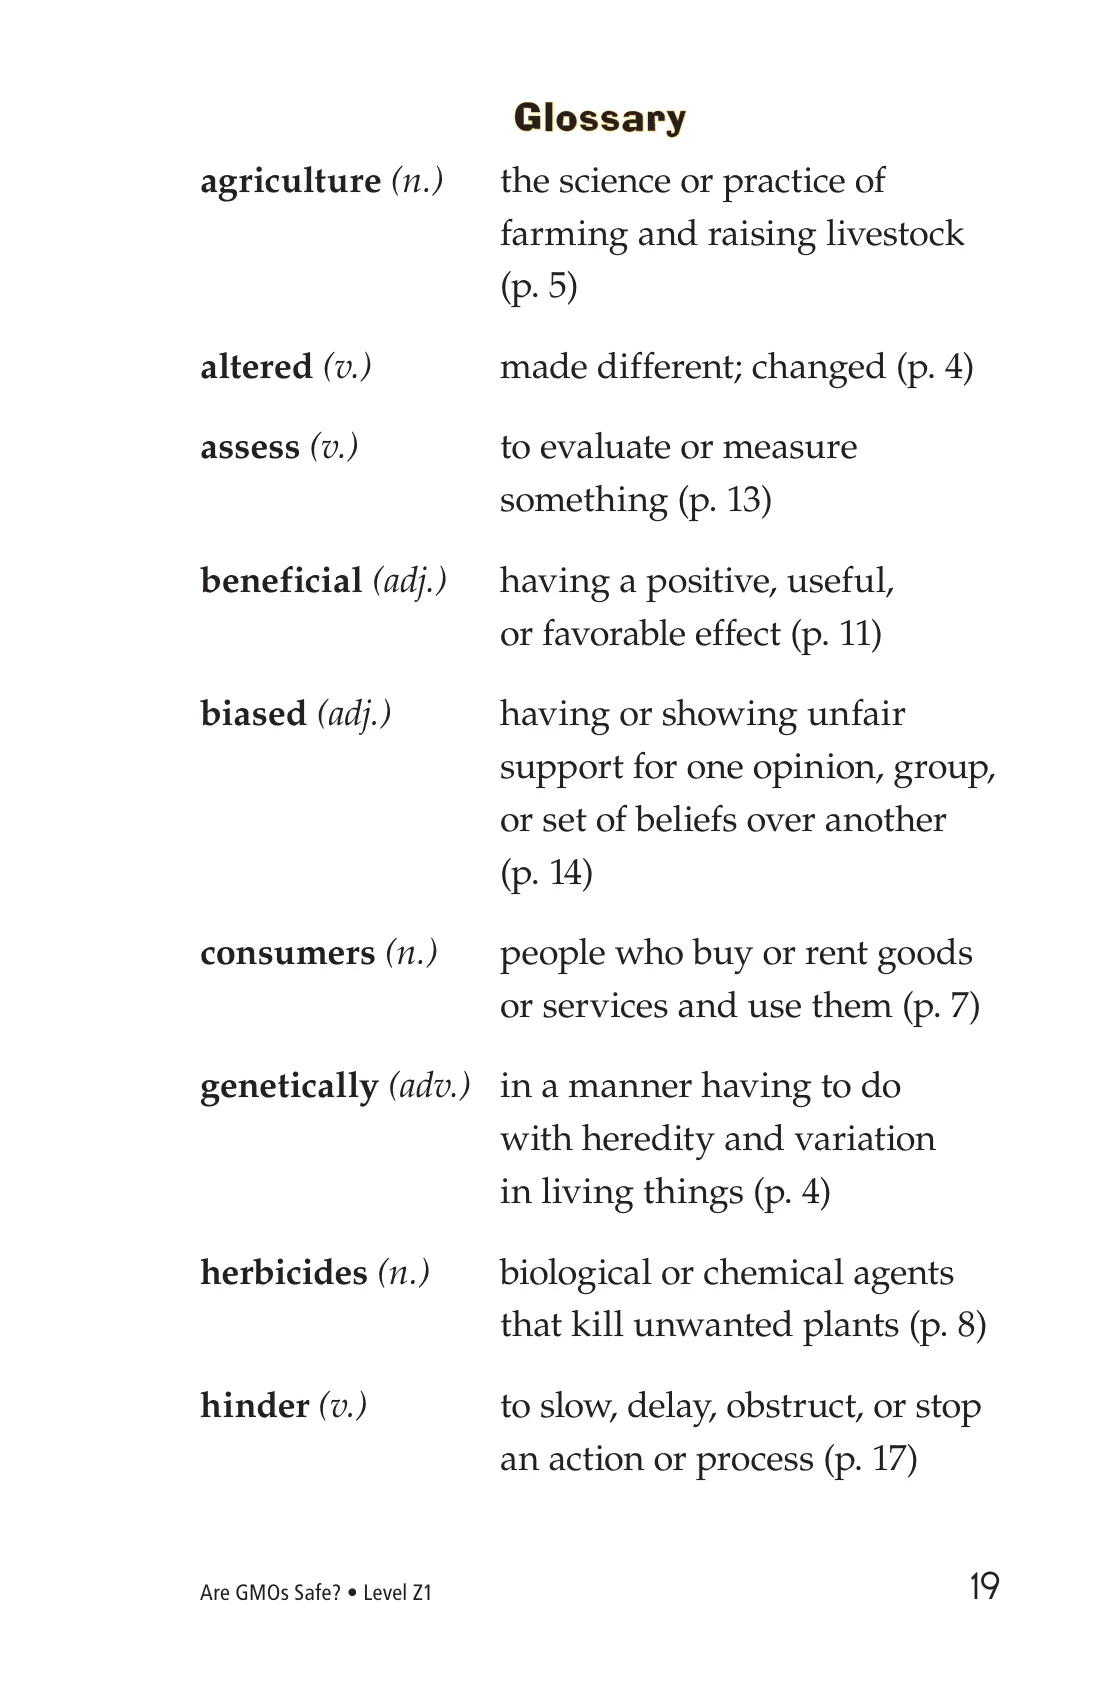 Glossary
agriculture (n.) the science or practice of
farming and raising livestock
(p. 5)
altered (v.) made different; changed (p. 4)
assess (v.) to evaluate or measure
something (p. 13)
beneficial (adj.) having a positive, useful,
or favorable effect (p. 11)
biased (adj.) having or showing unfair
support for one opinion, group,
or set of beliefs over another
(p. 14)
consumers (n.) people who buy or rent goods
or services and use them (p. 7)
genetically (adv.) in a manner having to do
with heredity and variation
in living things (p. 4)
herbicides (n.) biological or chemical agents
that kill unwanted plants (p. 8)
hinder (v.) to slow, delay, obstruct, or stop
an action or process (p. 17)
Are GMOs Safe? • Level Z1 19